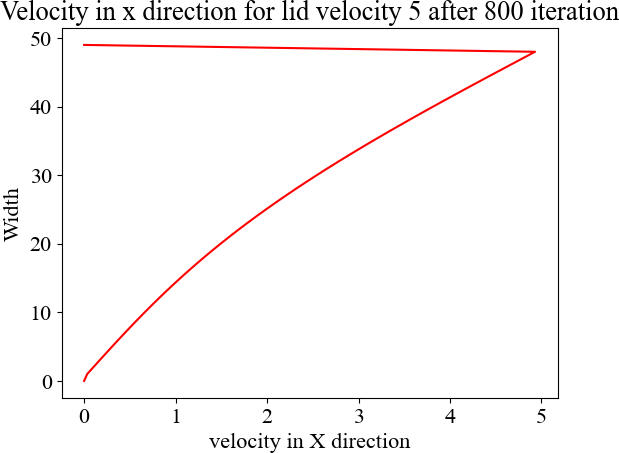 Velocity in x direction for lid velocity 5 after 800 iteration
50
40
30
20
10
0
Width
0 1 2 3 4 5
velocity in X direction